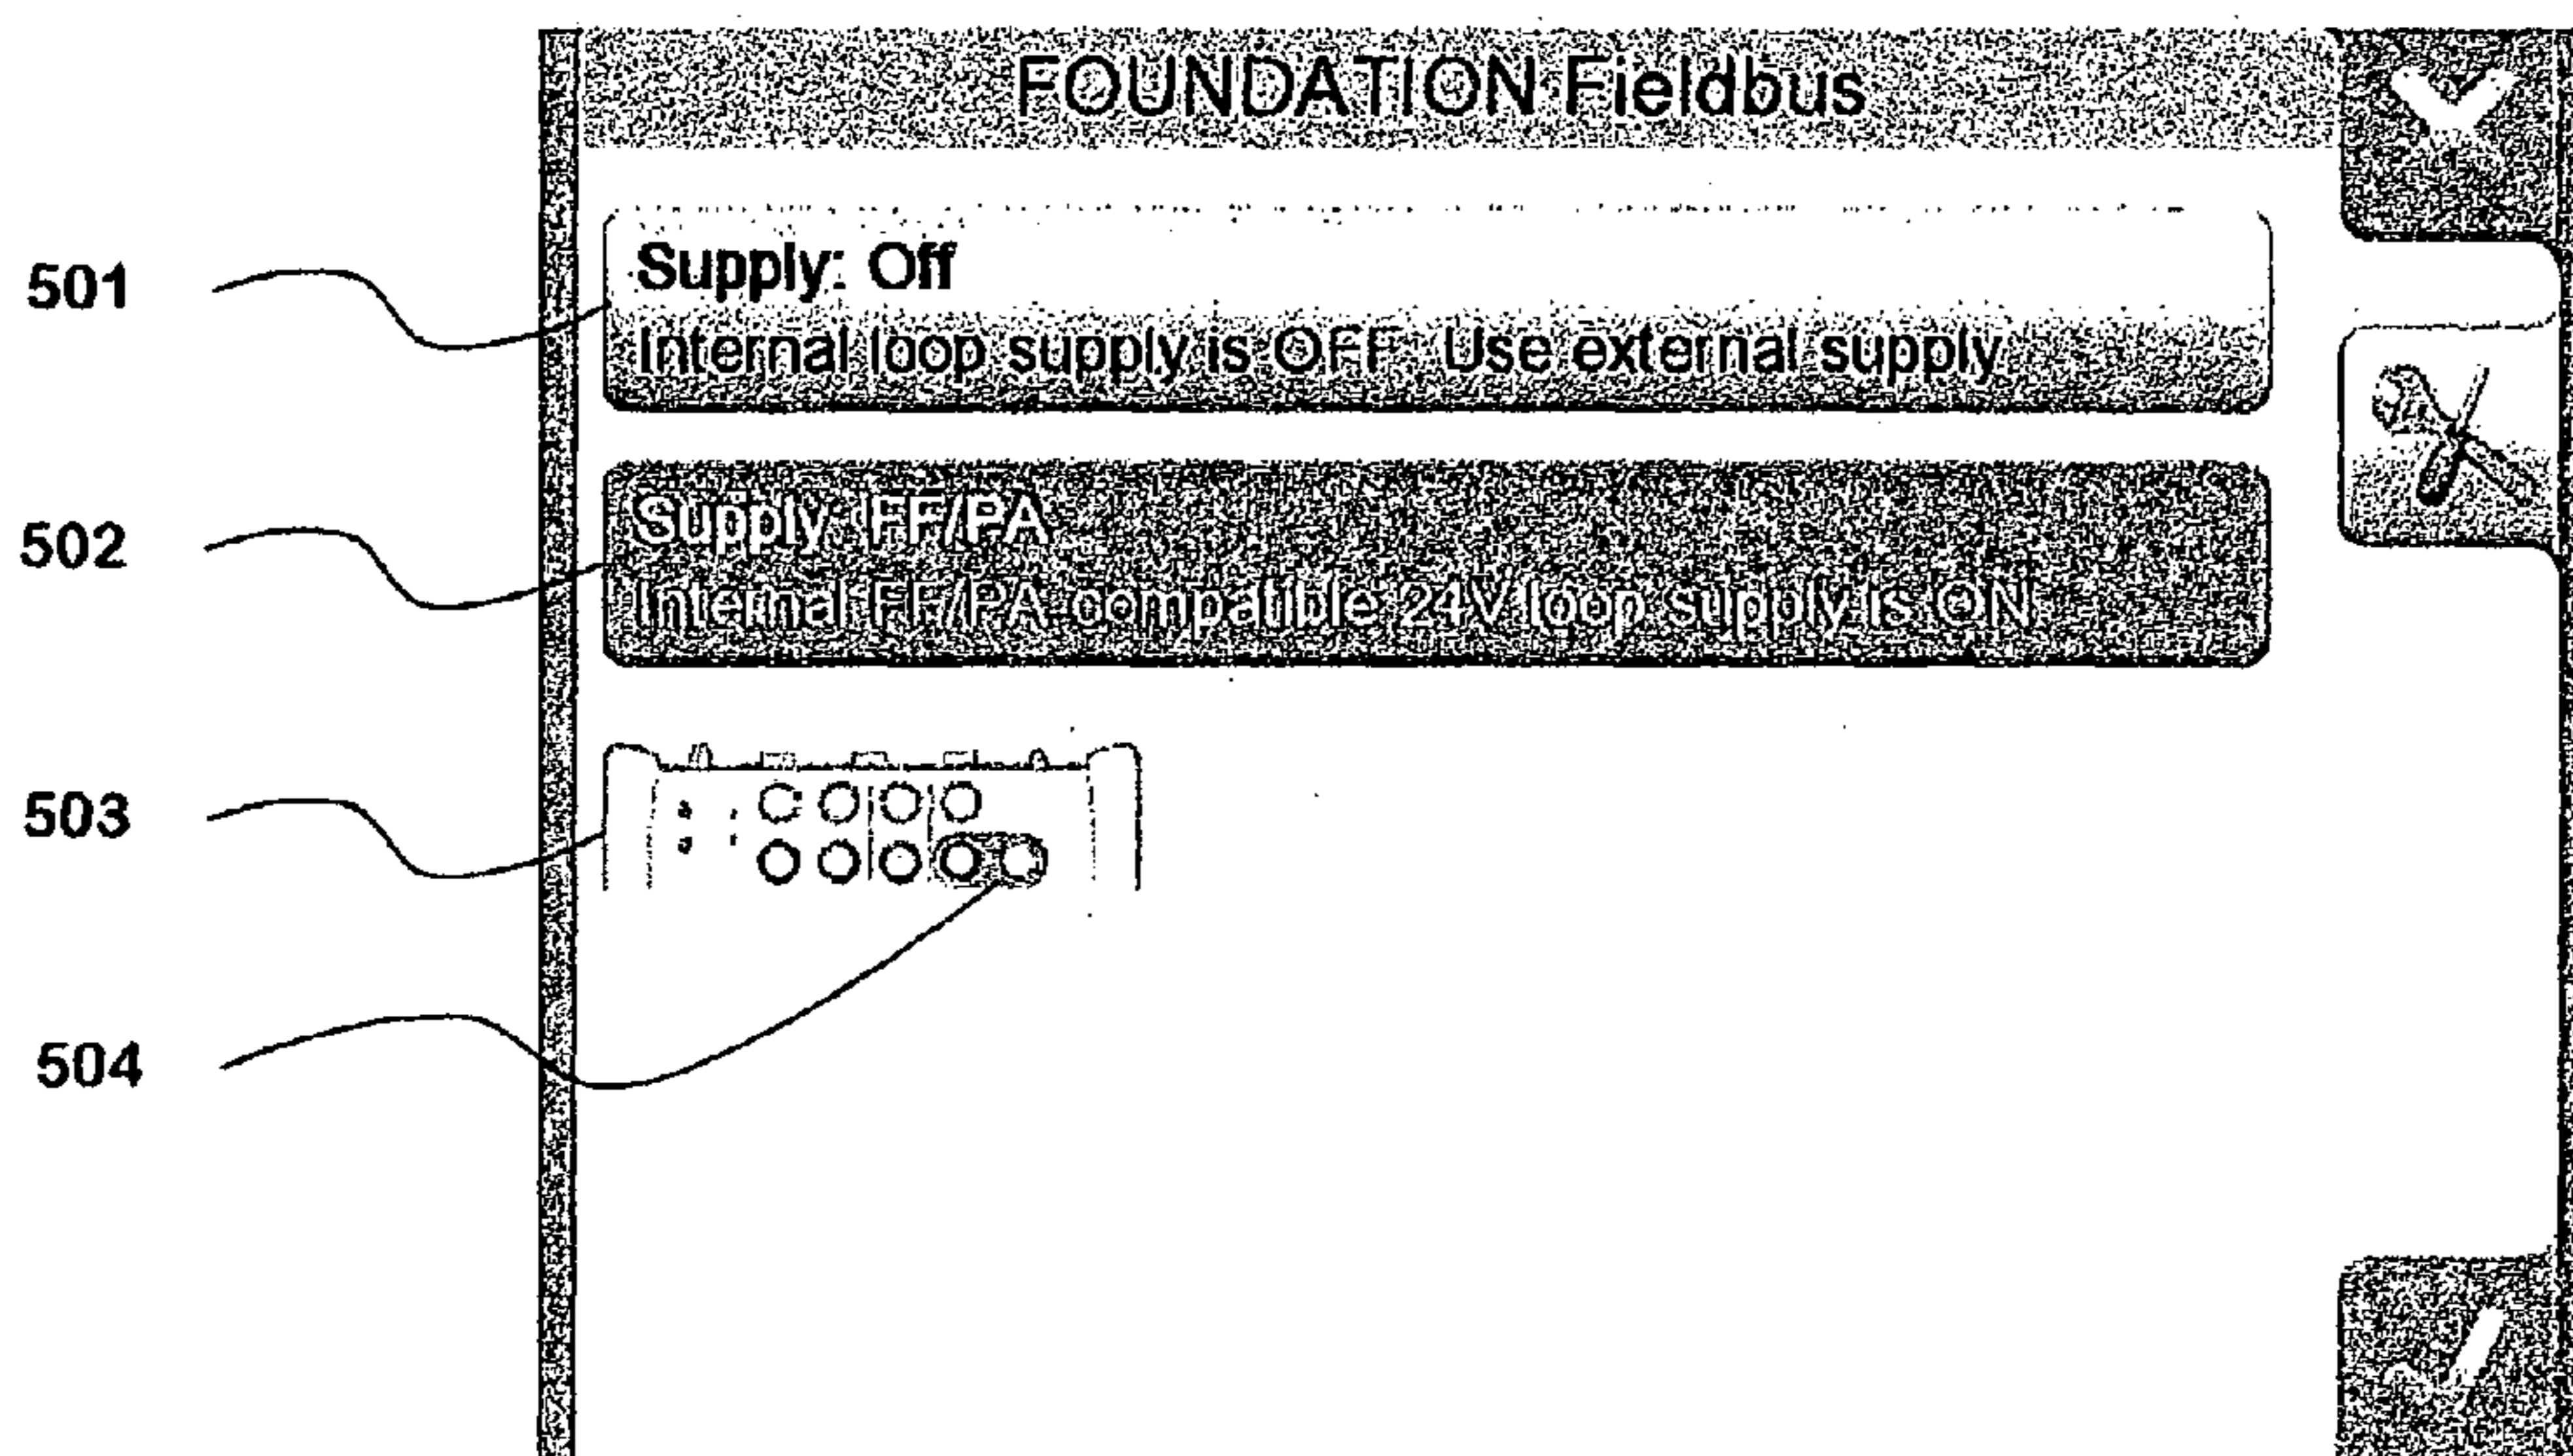 FOUNDATION Fieldbus
501
Supply: Off
Internal loop supply is OFF. Use external supply
502
Supply: FF/PA
Internal FF/PA compatible 24V loop supply is ON
503
504